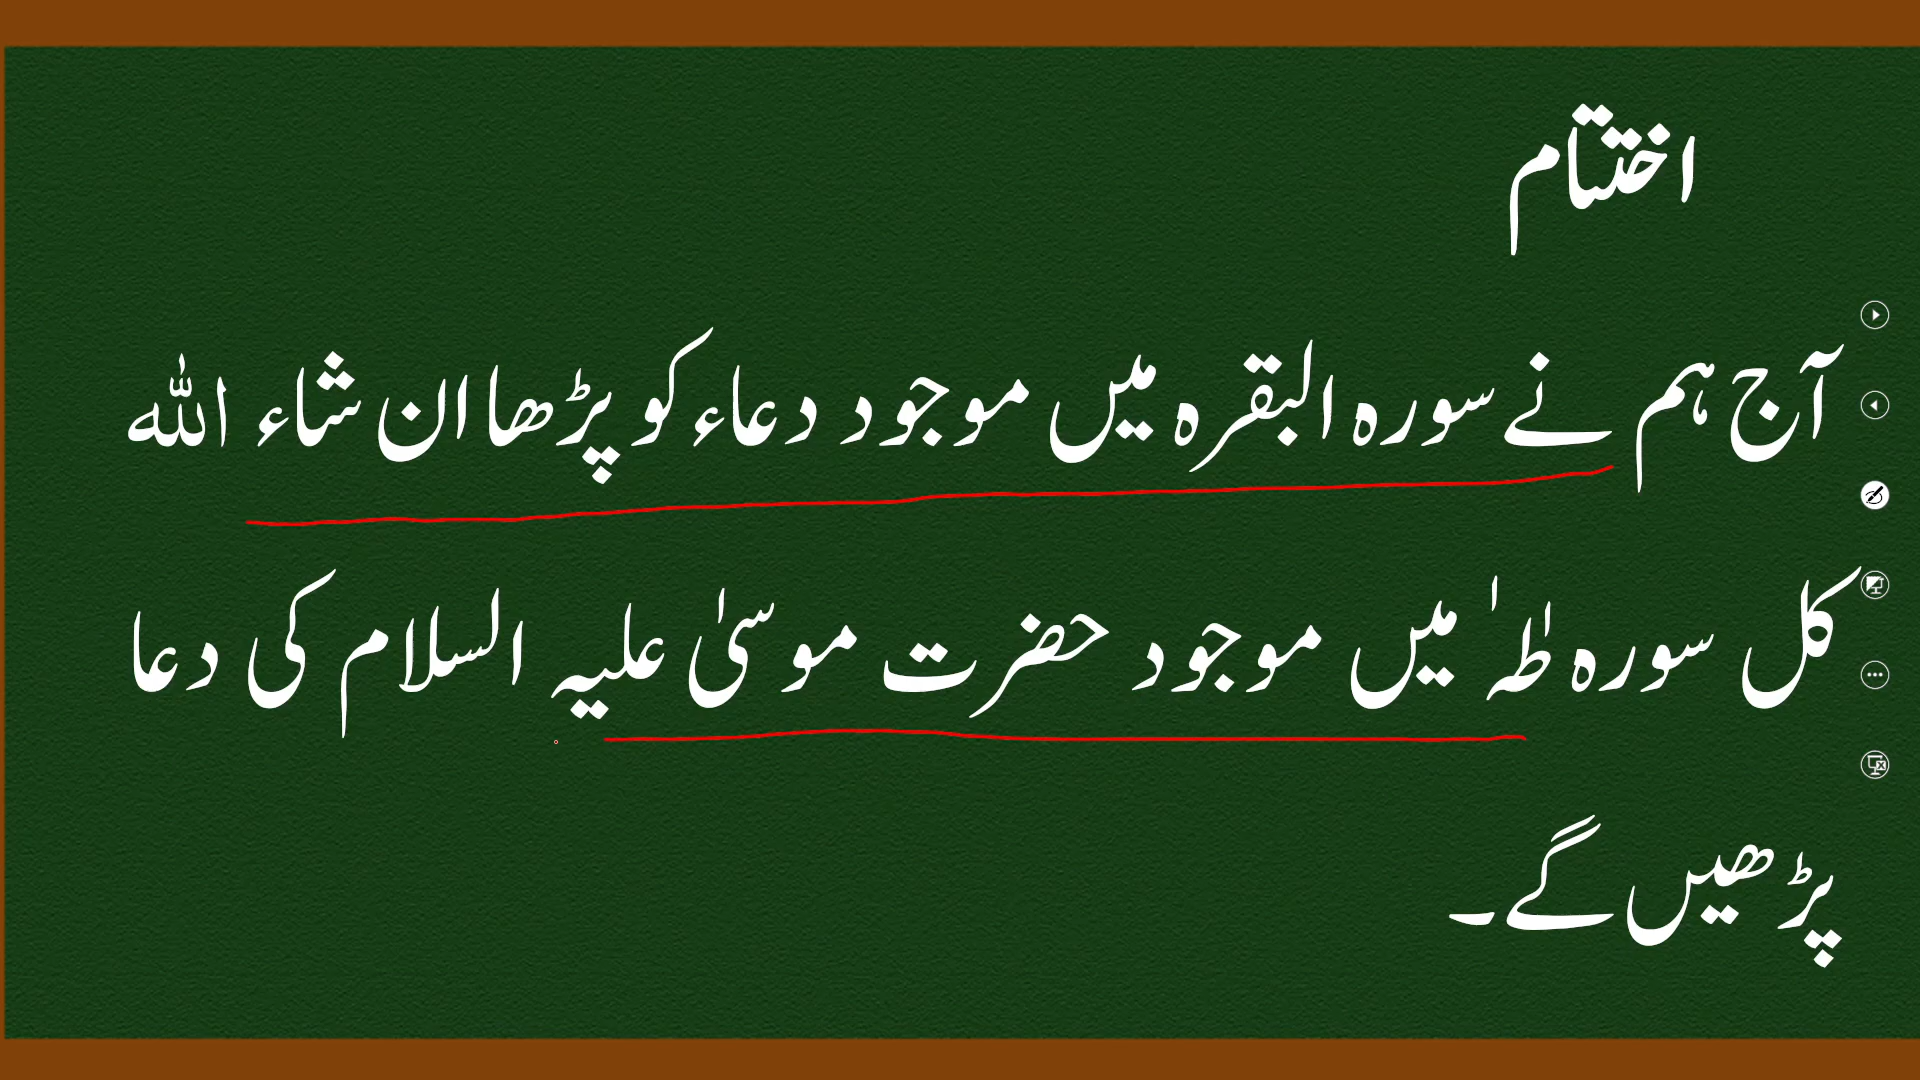 اختتام
آج ہم نے سورہ البقرہ میں موجود دعاء کو پڑھا ان شاء اللہ
کل سورہ طٰہٰ میں موجود حضرت موسیٰ علیہ السلام کی دعا
پڑھیں گے۔